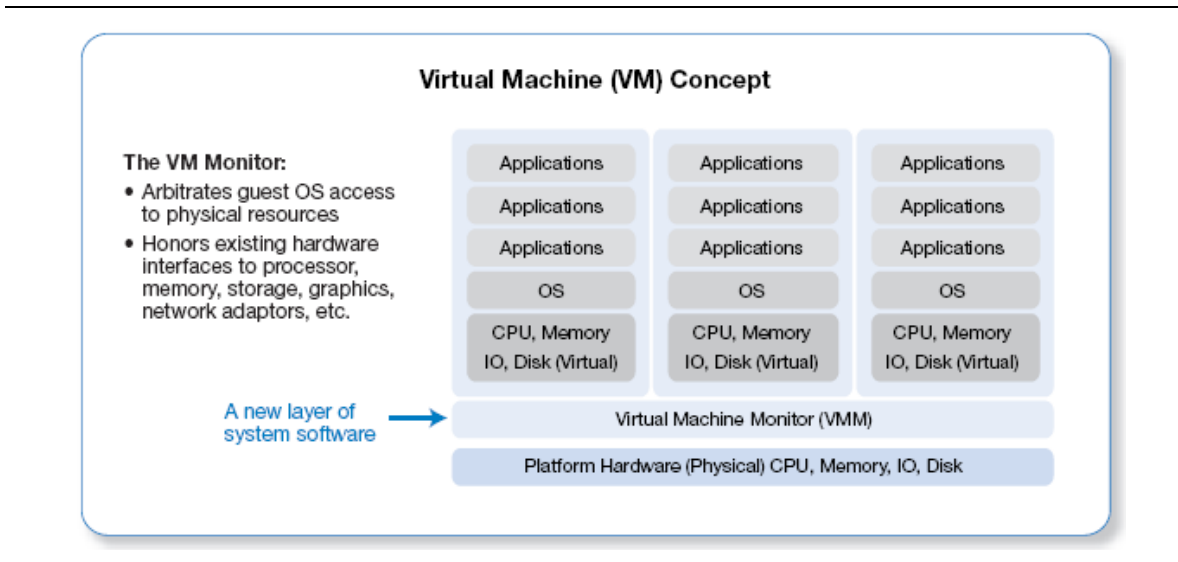 Virtual Machine (VM) Concept
The VM Monitor:
• Arbitrates guest OS access
to physical resources
• Honors existing hardware
interfaces to processor,
memory, storage, graphics,
network adaptors, etc.
Applications
Applications
Applications
OS
CPU, Memory
IO, Disk (Virtual)
Applications
Applications
Applications
OS
CPU, Memory
IO, Disk (Virtual)
Applications
Applications
Applications
OS
CPU, Memory
IO, Disk (Virtual)
A new layer of
system software
Virtual Machine Monitor (VMM)
Platform Hardware (Physical) CPU, Memory, IO, Disk